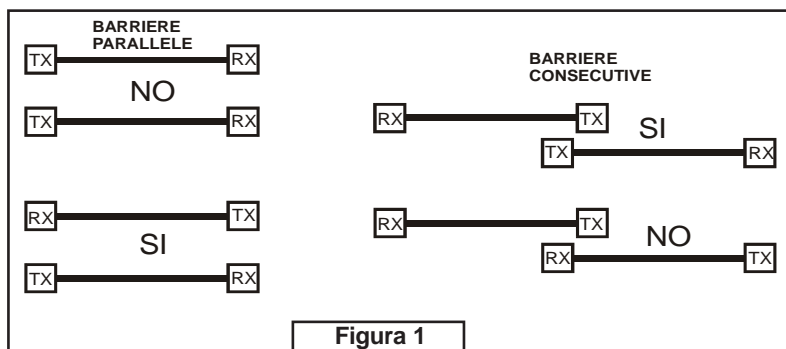 BARRIERE
PARALLELE
TX RX
NO
TX RX
RX TX
SI
TX RX
BARRIERE
CONSECUTIVE
RX TX
SI
TX RX
RX TX
NO
RX TX
Figura 1